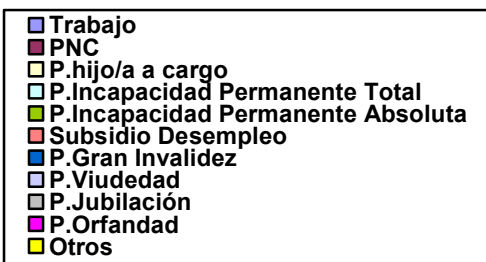 Trabajo
PNC
P.hijo/a a cargo
P.Incapacidad Permanente Total
P.Incapacidad Permanente Absoluta
Subsidio Desempleo
P.Gran Invalidez
P.Viudedad
P.Jubilación
P.Orfandad
Otros